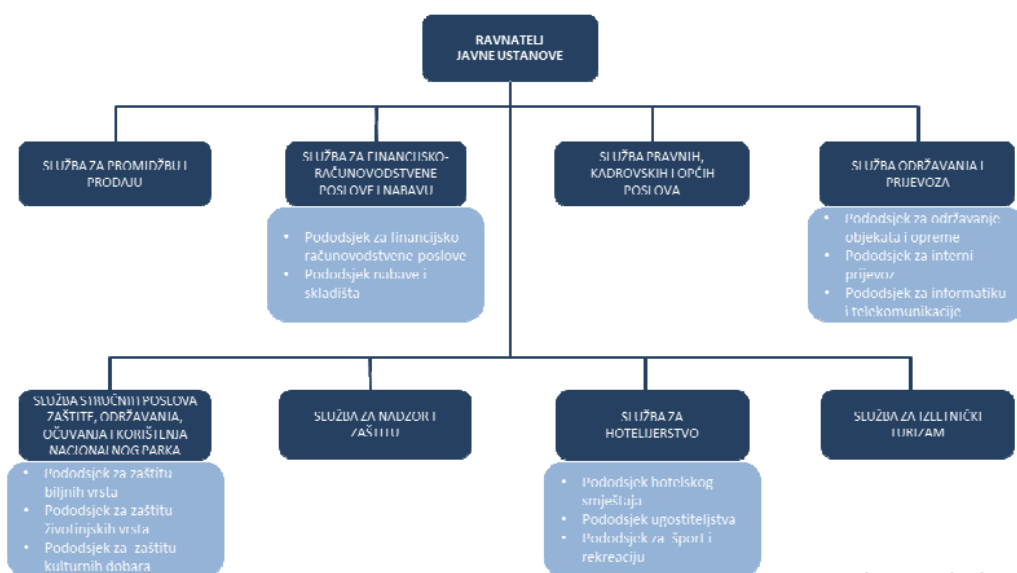 RAVNATELJ
JAVNE USTANOVE
SLUŽBA ZA PROMIDŽBU I
PRODAJU
SLUŽBA ZA FINANCIJSKO-
RAČUNOVODSTVENE
POSLOVE I NABAVU
SLUŽBA PRAVNIH,
KADROVSKIH I OPĆIH
POSLOVA
SLUŽBA ODRŽAVANJA I
PRIJEVOZA
• Pododsjek za financijsko
računovodstvene poslove
• Pododsjek nabave i
skladišta
• Pododsjek za održavanje
objekata i opreme
• Pododsjek za interni
prijevoz
• Pododsjek za informatiku
i telekomunikacije
SLUŽBA STRUČNIH POSLOVA
ZAŠTITE, ODRŽAVANJA,
OČUVANJA I KORIŠTENJA
NACIONALNOG PARKA
SLUŽBA ZA NADZOR I
ZAŠTITU
SLUŽBA ZA
HOTELIJERSTVO
SLUŽBA ZA IZLETNIČKI
TURIZAM
• Pododsjek za zaštitu
biljnih vrsta
• Pododsjek za zaštitu
životinjskih vrsta
• Pododsjek za zaštitu
kulturnih dobara
• Pododsjek hotelskog
smještaja
• Pododsjek ugostiteljstva
• Pododsjek za šport i
rekreaciju